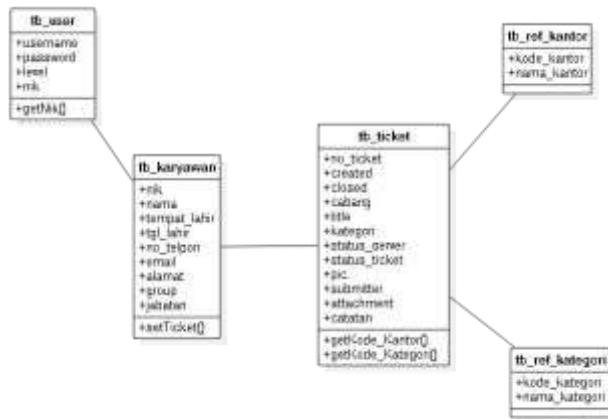 tb_user
+username
+password
+level
+nik
+getNik()
tb_karyawan
+nik
+nama
+tempat_lahir
+tgl_lahir
+no_telpon
+email
+alamat
+group
+jabatan
+setTicket()
tb_ticket
+no_ticket
+created
+closed
+cabang
+title
+kategori
+status_server
+status_ticket
+pic
+submitter
+attachment
+catatan
+getKode_Kantor()
+getKode_Kategori()
tb_ref_kantor
+kode_kantor
+nama_kantor
tb_ref_kategori
+kode_kategori
+nama_kategori